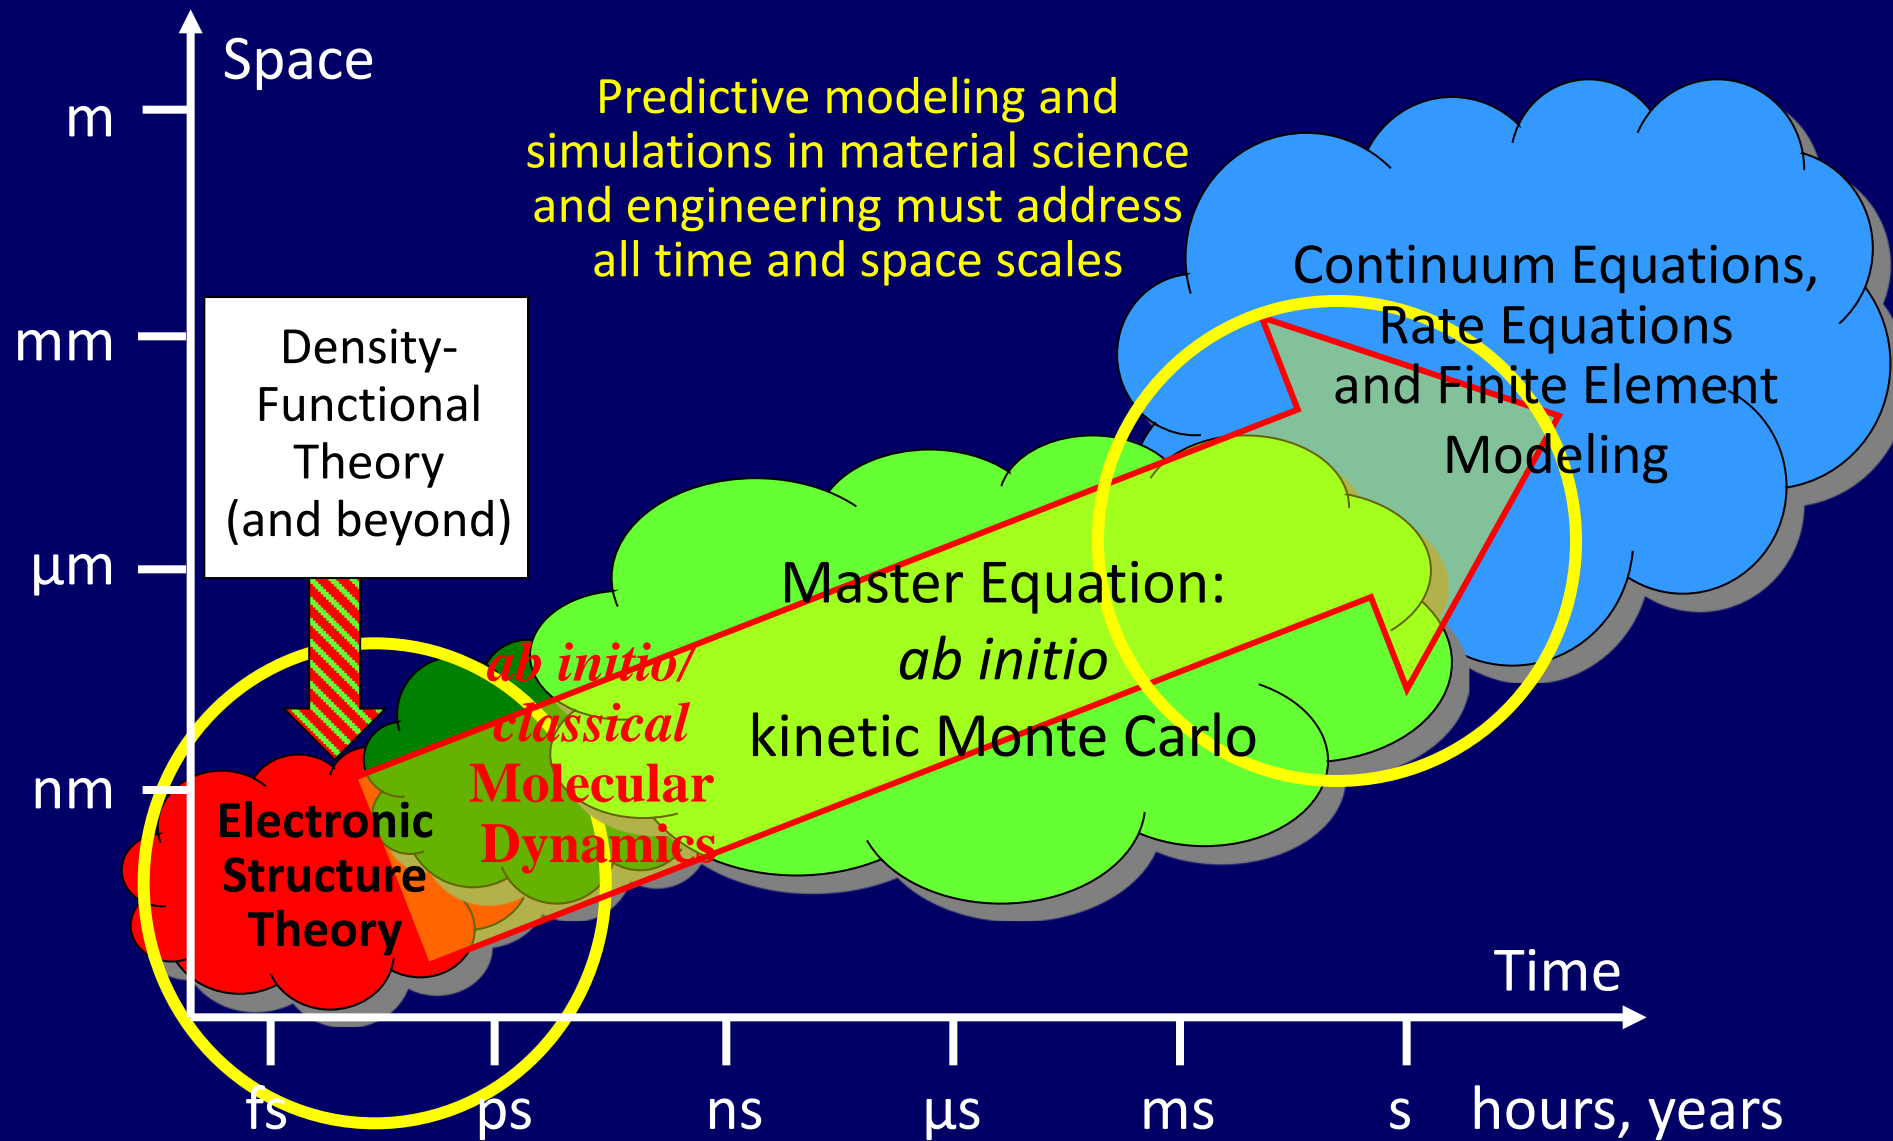 Space
m
mm
μm
nm
Predictive modeling and
simulations in material science
and engineering must address
all time and space scales
Density-
Functional
Theory
(and beyond)
Continuum Equations,
Rate Equations
and Finite Element
Modeling
Master Equation:
ab initio
kinetic Monte Carlo
ab initio/
classical
Molecular
Dynamics
Electronic
Structure
Theory
Time
fs ps ns μs ms s hours, years